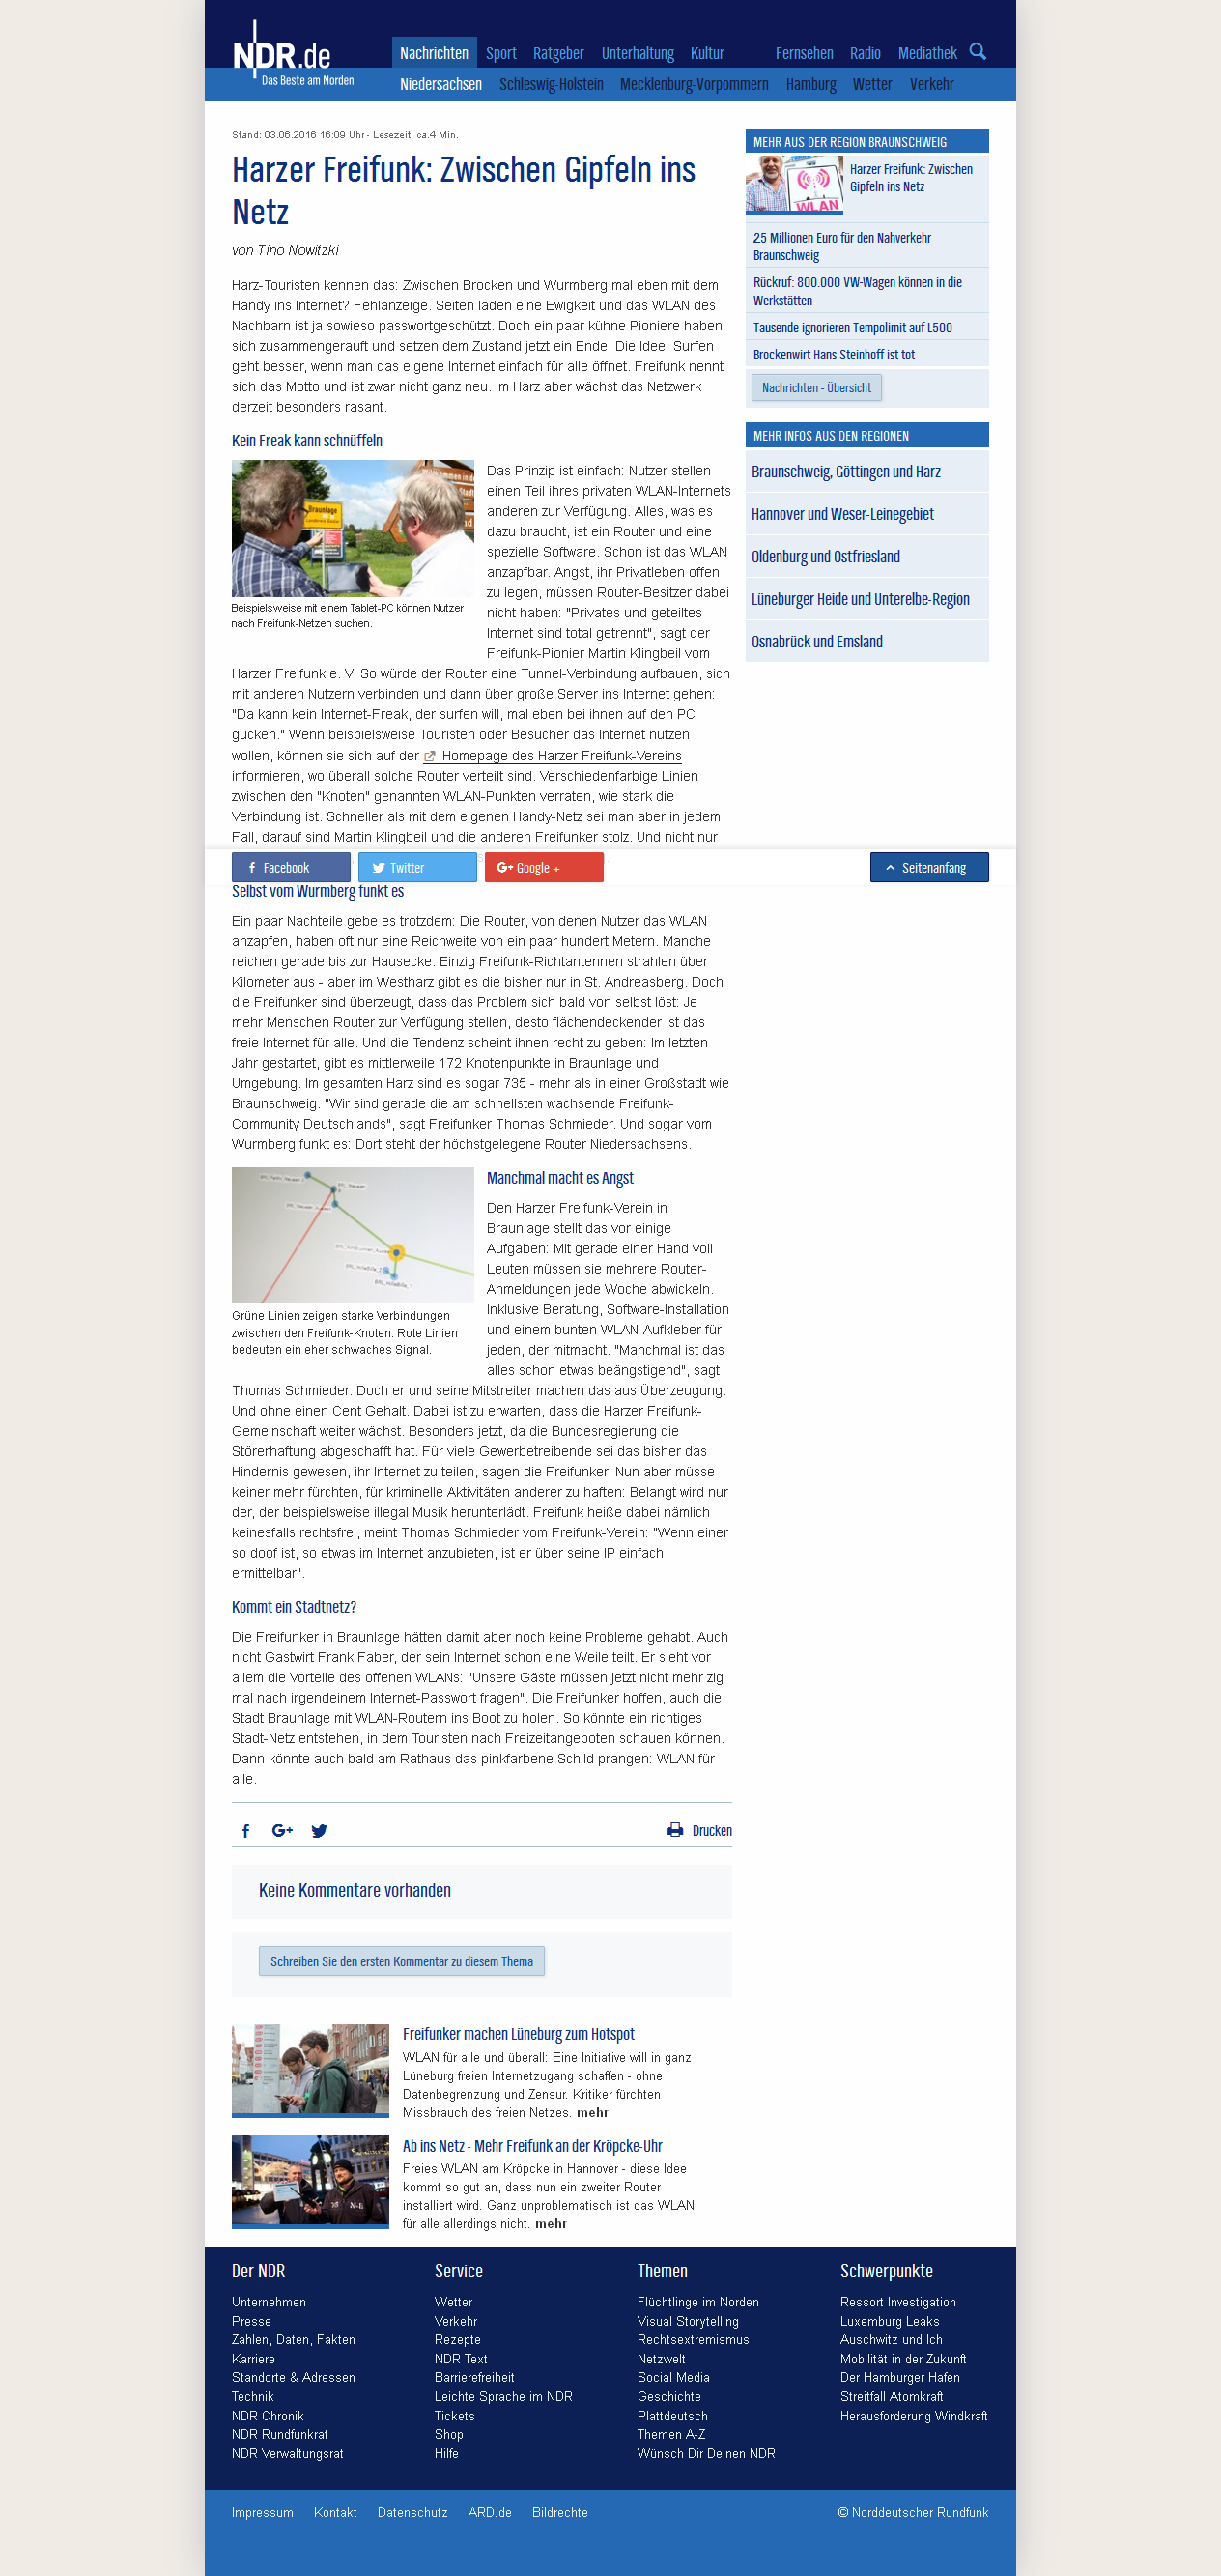 NDR.de
Das Beste am Norden
Nachrichten Sport Ratgeber Unterhaltung Kultur Fernsehen Radio Mediathek
Niedersachsen Schleswig-Holstein Mecklenburg-Vorpommern Hamburg Wetter Verkehr
Stand: 03.06.2016 16:09 Uhr - Lesezeit: ca.4 Min.
Harzer Freifunk: Zwischen Gipfeln ins
Netz
von Tino Nowitzki
Harz-Touristen kennen das: Zwischen Brocken und Wurmberg mal eben mit dem
Handy ins Internet? Fehlanzeige. Seiten laden eine Ewigkeit und das WLAN des
Nachbarn ist ja sowieso passwortgeschützt. Doch ein paar kühne Pioniere haben
sich zusammengerauft und setzen dem Zustand jetzt ein Ende. Die Idee: Surfen
geht besser, wenn man das eigene Internet einfach für alle öffnet. Freifunk nennt
sich das Motto und ist zwar nicht ganz neu. Im Harz aber wächst das Netzwerk
derzeit besonders rasant.
Kein Freak kann schnüffeln
Das Prinzip ist einfach: Nutzer stellen
einen Teil ihres privaten WLAN-Internets
anderen zur Verfügung. Alles, was es
dazu braucht, ist ein Router und eine
spezielle Software. Schon ist das WLAN
anzapfbar. Angst, ihr Privatleben offen
zu legen, müssen Router-Besitzer dabei
nicht haben: "Privates und geteiltes
Internet sind total getrennt", sagt der
Freifunk-Pionier Martin Klingbeil vom
Braunlage
Beispielsweise mit einem Tablet-PC können Nutzer
nach Freifunk-Netzen suchen.
Harzer Freifunk e. V. So würde der Router eine Tunnel-Verbindung aufbauen, sich
mit anderen Nutzern verbinden und dann über große Server ins Internet gehen:
"Da kann kein Internet-Freak, der surfen will, mal eben bei ihnen auf den PC
gucken." Wenn beispielsweise Touristen oder Besucher das Internet nutzen
wollen, können sie sich auf der Homepage des Harzer Freifunk-Vereins
informieren, wo überall solche Router verteilt sind. Verschiedenfarbige Linien
zwischen den "Knoten" genannten WLAN-Punkten verraten, wie stark die
Verbindung ist. Schneller als mit dem eigenen Handy-Netz sei man aber in jedem
Fall, darauf sind Martin Klingbeil und die anderen Freifunker stolz. Und nicht nur
Facebook Twitter Google + Seitenanfang
Selbst vom Wurmberg funkt es
Ein paar Nachteile gebe es trotzdem: Die Router, von denen Nutzer das WLAN
anzapfen, haben oft nur eine Reichweite von ein paar hundert Metern. Manche
reichen gerade bis zur Hausecke. Einzig Freifunk-Richtantennen strahlen über
Kilometer aus - aber im Westharz gibt es die bisher nur in St. Andreasberg. Doch
die Freifunker sind überzeugt, dass das Problem sich bald von selbst löst: Je
mehr Menschen Router zur Verfügung stellen, desto flächendeckender ist das
freie Internet für alle. Und die Tendenz scheint ihnen recht zu geben: Im letzten
Jahr gestartet, gibt es mittlerweile 172 Knotenpunkte in Braunlage und
Umgebung. Im gesamten Harz sind es sogar 735 - mehr als in einer Großstadt wie
Braunschweig. "Wir sind gerade die am schnellsten wachsende Freifunk-
Community Deutschlands", sagt Freifunker Thomas Schmieder. Und sogar vom
Wurmberg funkt es: Dort steht der höchstgelegene Router Niedersachsens.
Manchmal macht es Angst
Den Harzer Freifunk-Verein in
Braunlage stellt das vor einige
Aufgaben: Mit gerade einer Hand voll
Leuten müssen sie mehrere Router-
Anmeldungen jede Woche abwickeln.
Inklusive Beratung, Software-Installation
und einem bunten WLAN-Aufkleber für
jeden, der mitmacht. "Manchmal ist das
alles schon etwas beängstigend", sagt
Grüne Linien zeigen starke Verbindungen
zwischen den Freifunk-Knoten. Rote Linien
bedeuten ein eher schwaches Signal.
Thomas Schmieder. Doch er und seine Mitstreiter machen das aus Überzeugung.
Und ohne einen Cent Gehalt. Dabei ist zu erwarten, dass die Harzer Freifunk-
Gemeinschaft weiter wächst. Besonders jetzt, da die Bundesregierung die
Störerhaftung abgeschafft hat. Für viele Gewerbetreibende sei das bisher das
Hindernis gewesen, ihr Internet zu teilen, sagen die Freifunker. Nun aber müsse
keiner mehr fürchten, für kriminelle Aktivitäten anderer zu haften: Belangt wird nur
der, der beispielsweise illegal Musik herunterlädt. Freifunk heiße dabei nämlich
keinesfalls rechtsfrei, meint Thomas Schmieder vom Freifunk-Verein: "Wenn einer
so doof ist, so etwas im Internet anzubieten, ist er über seine IP einfach
ermittelbar".
Kommt ein Stadtnetz?
Die Freifunker in Braunlage hätten damit aber noch keine Probleme gehabt. Auch
nicht Gastwirt Frank Faber, der sein Internet schon eine Weile teilt. Er sieht vor
allem die Vorteile des offenen WLANs: "Unsere Gäste müssen jetzt nicht mehr zig
mal nach irgendeinem Internet-Passwort fragen". Die Freifunker hoffen, auch die
Stadt Braunlage mit WLAN-Routern ins Boot zu holen. So könnte ein richtiges
Stadt-Netz entstehen, in dem Touristen nach Freizeitangeboten schauen können.
Dann könnte auch bald am Rathaus das pinkfarbene Schild prangen: WLAN für
alle.
Drucken
Keine Kommentare vorhanden
Schreiben Sie den ersten Kommentar zu diesem Thema
Freifunker machen Lüneburg zum Hotspot
WLAN für alle und überall: Eine Initiative will in ganz
Lüneburg freien Internetzugang schaffen - ohne
Datenbegrenzung und Zensur. Kritiker fürchten
Missbrauch des freien Netzes. mehr
Ab ins Netz - Mehr Freifunk an der Kröpcke-Uhr
Freies WLAN am Kröpcke in Hannover - diese Idee
kommt so gut an, dass nun ein zweiter Router
installiert wird. Ganz unproblematisch ist das WLAN
für alle allerdings nicht. mehr
MEHR AUS DER REGION BRAUNSCHWEIG
WLAN
Harzer Freifunk: Zwischen
Gipfeln ins Netz
25 Millionen Euro für den Nahverkehr
Braunschweig
Rückruf: 800.000 VW-Wagen können in die
Werkstätten
Tausende ignorieren Tempolimit auf L500
Brockenwirt Hans Steinhoff ist tot
Nachrichten - Übersicht
MEHR INFOS AUS DEN REGIONEN
Braunschweig, Göttingen und Harz
Hannover und Weser-Leinegebiet
Oldenburg und Ostfriesland
Lüneburger Heide und Unterelbe-Region
Osnabrück und Emsland
Der NDR
Unternehmen
Presse
Zahlen, Daten, Fakten
Karriere
Standorte & Adressen
Technik
NDR Chronik
NDR Rundfunkrat
NDR Verwaltungsrat
Service
Wetter
Verkehr
Rezepte
NDR Text
Barrierefreiheit
Leichte Sprache im NDR
Tickets
Shop
Hilfe
Themen
Flüchtlinge im Norden
Visual Storytelling
Rechtsextremismus
Netzwelt
Social Media
Geschichte
Plattdeutsch
Themen A-Z
Wünsch Dir Deinen NDR
Schwerpunkte
Ressort Investigation
Luxemburg Leaks
Auschwitz und Ich
Mobilität in der Zukunft
Der Hamburger Hafen
Streitfall Atomkraft
Herausforderung Windkraft
Impressum Kontakt Datenschutz ARD.de Bildrechte © Norddeutscher Rundfunk